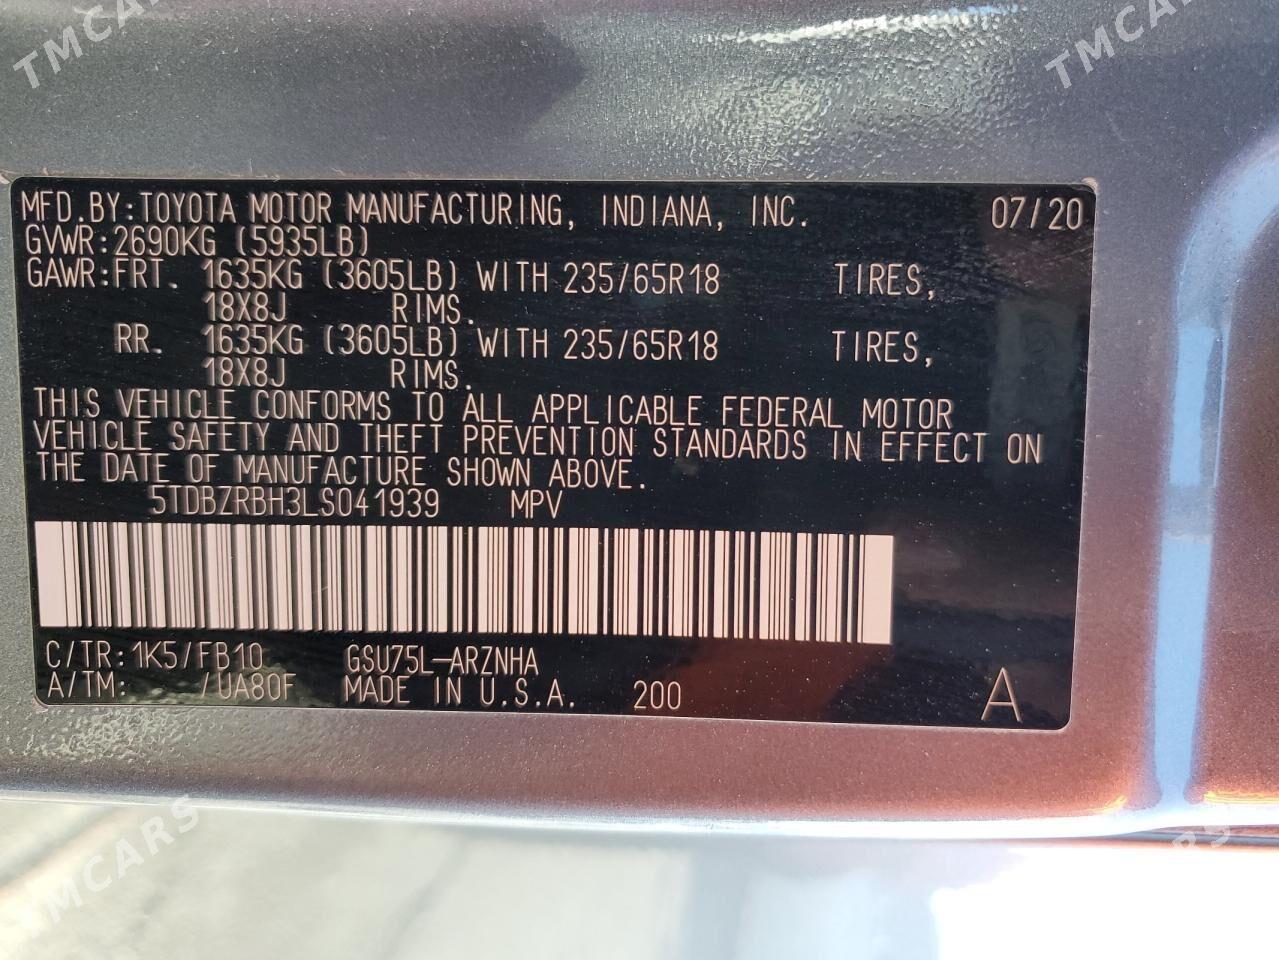 TMCARS
TMCARS
MFD.BY:TOYOTA MOTOR MANUFACTURING, INDIANA, INC. 07/20
GVWR:2690KG (5935LB)
GAWR:FRT. 1635KG (3605LB) WITH 235/65R18 TIRES,
18X8J RIMS.
RR. 1635KG (3605LB) WITH 235/65R18 TIRES,
18X8J RIMS.
THIS VEHICLE CONFORMS TO ALL APPLICABLE FEDERAL MOTOR
VEHICLE SAFETY AND THEFT PREVENTION STANDARDS IN EFFECT ON
THE DATE OF MANUFACTURE SHOWN ABOVE.
5TDBZRBH3LS041939 MPV
C/TR:1K5/FB10 GSU75L-ARZNHA
A/TM: /UA80F MADE IN U.S.A. 200 A
TMCARS